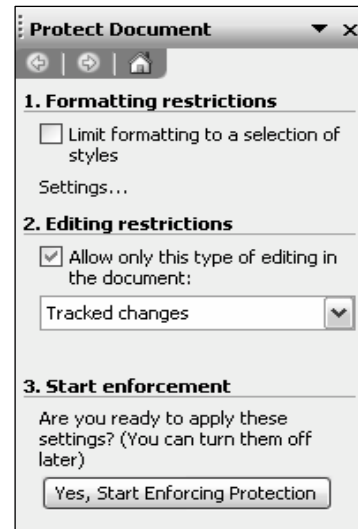 Protect Document
1. Formatting restrictions
Limit formatting to a selection of
styles
Settings...
2. Editing restrictions
Allow only this type of editing in
the document:
Tracked changes
3. Start enforcement
Are you ready to apply these
settings? (You can turn them off
later)
Yes, Start Enforcing Protection